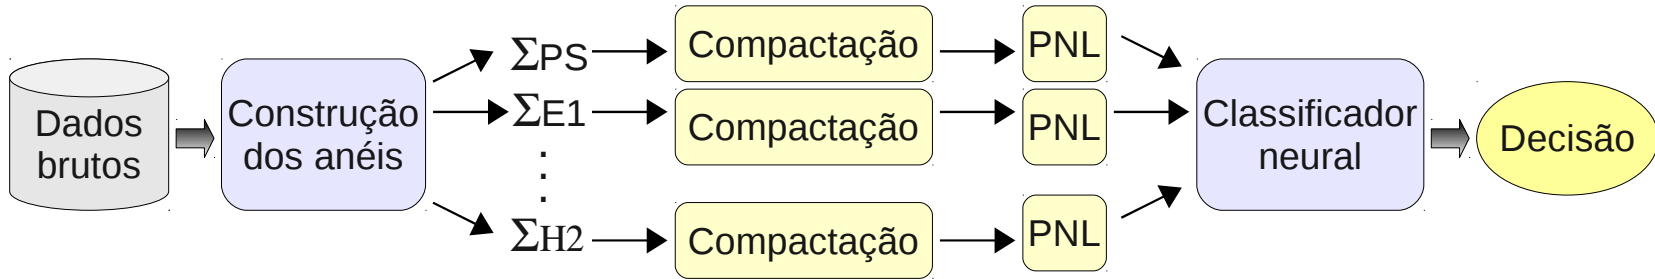 Dados
brutos
Construção
dos anéis
ΣPS
Compactação
PNL
ΣE1
Compactação
PNL
ΣH2
Compactação
PNL
Classificador
neural
Decisão